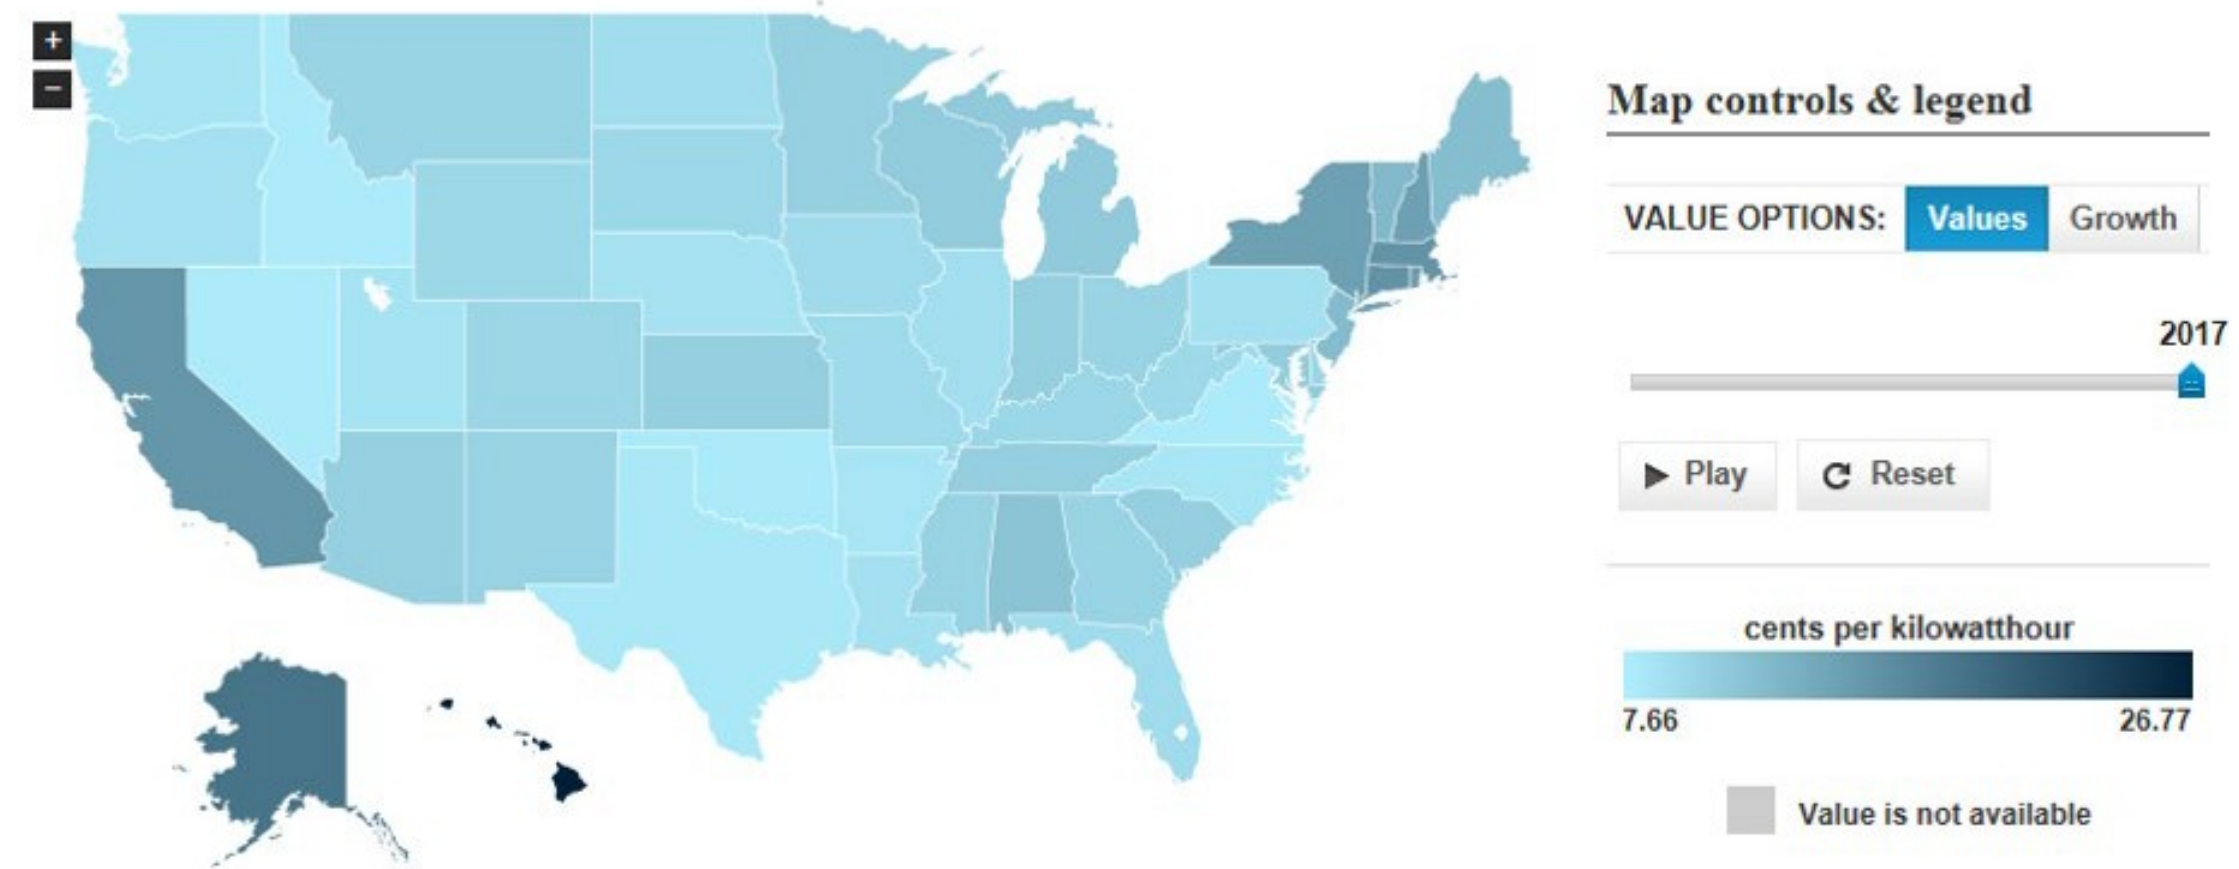 +
−
Map controls & legend
VALUE OPTIONS: Values Growth
2017
Play Reset
cents per kilowatthour
7.66 26.77
Value is not available